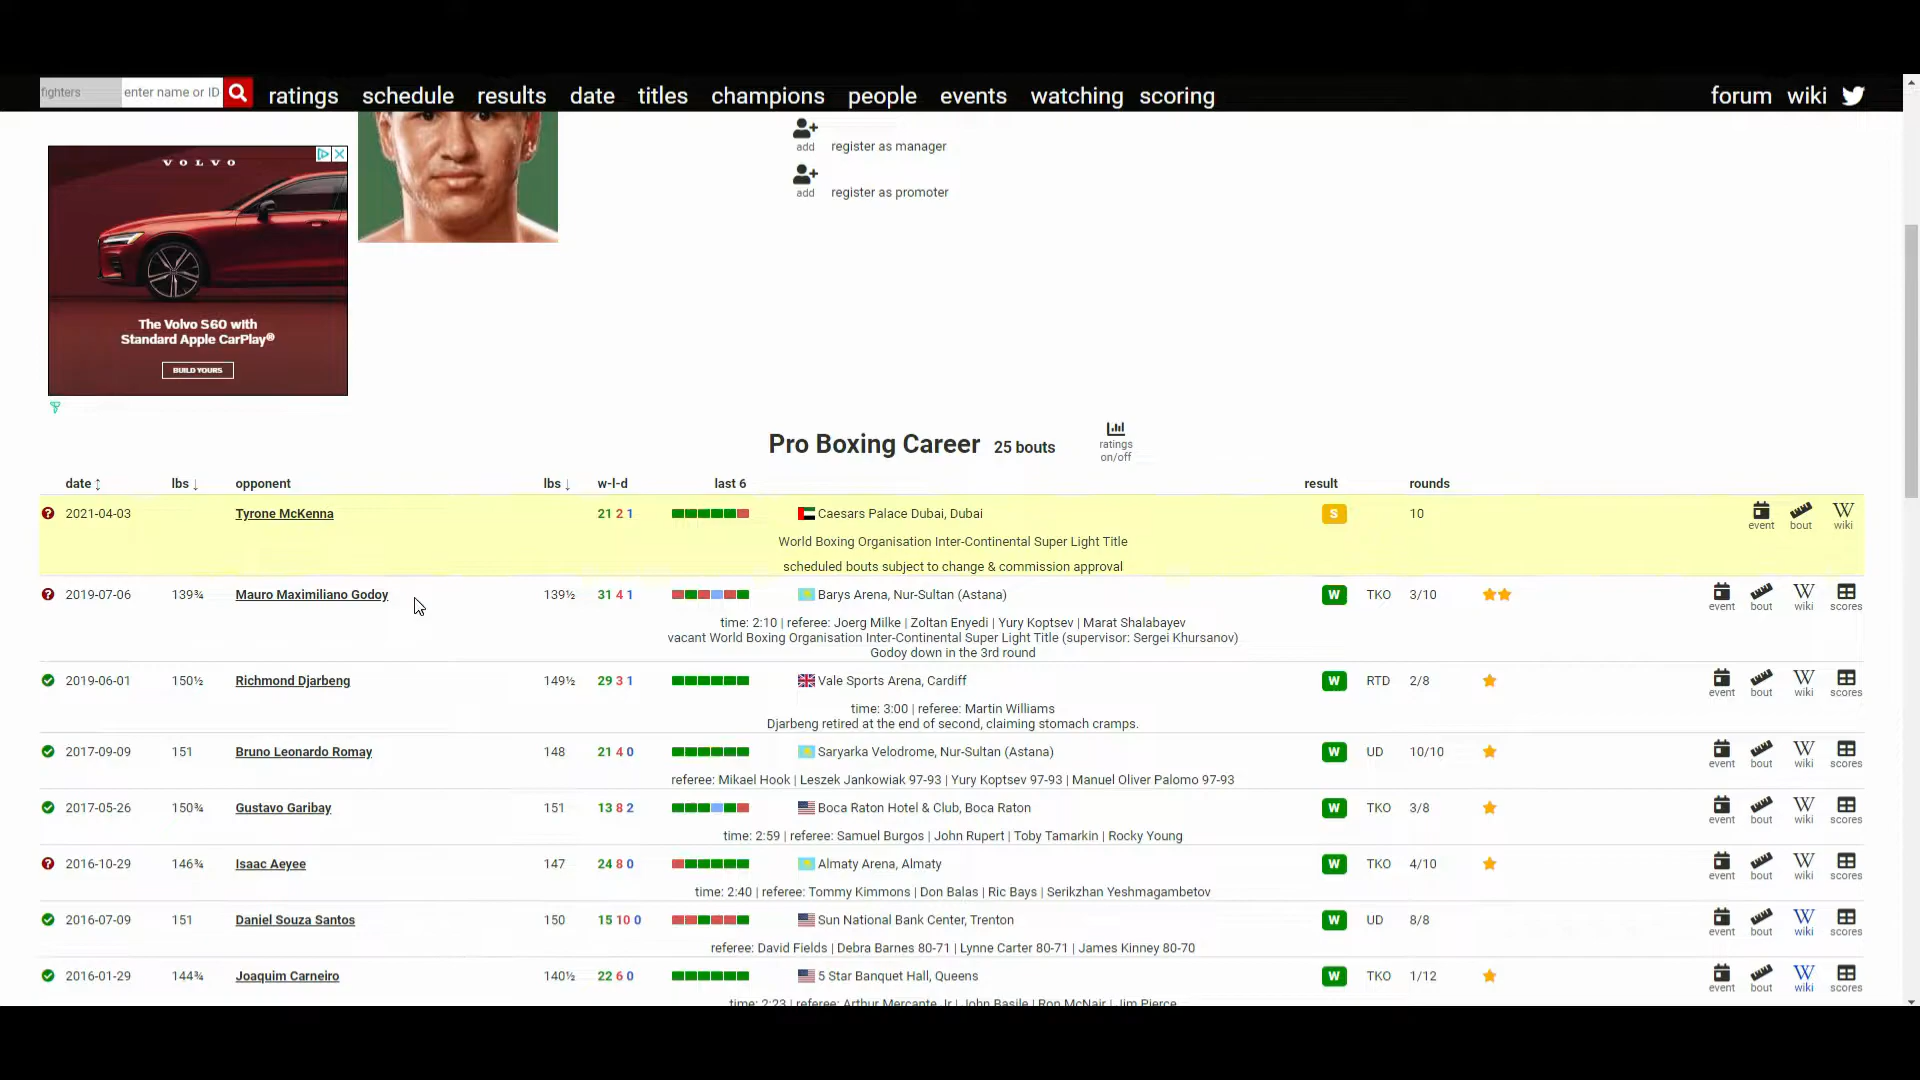 fighters enter name or ID ratings schedule results date titles champions people events watching scoring forum wiki
add register as manager
add register as promoter
VOLVO
The Volvo S60 with
Standard Apple CarPlay®
BUILD YOURS
Pro Boxing Career 25 bouts
ratings
on/off
date lbs opponent lbs w-l-d last 6 result rounds
2021-04-03 Tyrone McKenna 21 2 1 Caesars Palace Dubai, Dubai S 10 event bout wiki
World Boxing Organisation Inter-Continental Super Light Title
scheduled bouts subject to change & commission approval
2019-07-06 139¾ Mauro Maximiliano Godoy 139½ 31 4 1 Barys Arena, Nur-Sultan (Astana) W TKO 3/10 event bout wiki scores
time: 2:10 | referee: Joerg Milke | Zoltan Enyedi | Yury Koptsev | Marat Shalabayev
vacant World Boxing Organisation Inter-Continental Super Light Title (supervisor: Sergei Khursanov)
Godoy down in the 3rd round
2019-06-01 150½ Richmond Djarbeng 149½ 29 3 1 Vale Sports Arena, Cardiff W RTD 2/8 event bout wiki scores
time: 3:00 | referee: Martin Williams
Djarbeng retired at the end of second, claiming stomach cramps.
2017-09-09 151 Bruno Leonardo Romay 148 21 4 0 Saryarka Velodrome, Nur-Sultan (Astana) W UD 10/10 event bout wiki scores
referee: Mikael Hook | Leszek Jankowiak 97-93 | Yury Koptsev 97-93 | Manuel Oliver Palomo 97-93
2017-05-26 150¾ Gustavo Garibay 151 13 8 2 Boca Raton Hotel & Club, Boca Raton W TKO 3/8 event bout wiki scores
time: 2:59 | referee: Samuel Burgos | John Rupert | Toby Tamarkin | Rocky Young
2016-10-29 146¾ Isaac Aeyee 147 24 8 0 Almaty Arena, Almaty W TKO 4/10 event bout wiki scores
time: 2:40 | referee: Tommy Kimmons | Don Balas | Ric Bays | Serikzhan Yeshmagambetov
2016-07-09 151 Daniel Souza Santos 150 15 10 0 Sun National Bank Center, Trenton W UD 8/8 event bout wiki scores
referee: David Fields | Debra Barnes 80-71 | Lynne Carter 80-71 | James Kinney 80-70
2016-01-29 144¾ Joaquim Carneiro 140½ 22 6 0 5 Star Banquet Hall, Queens W TKO 1/12 event bout wiki scores
time: 2:23 | referee: Arthur Mercante Jr | John Basile | Ron McNair | Jim Pierce